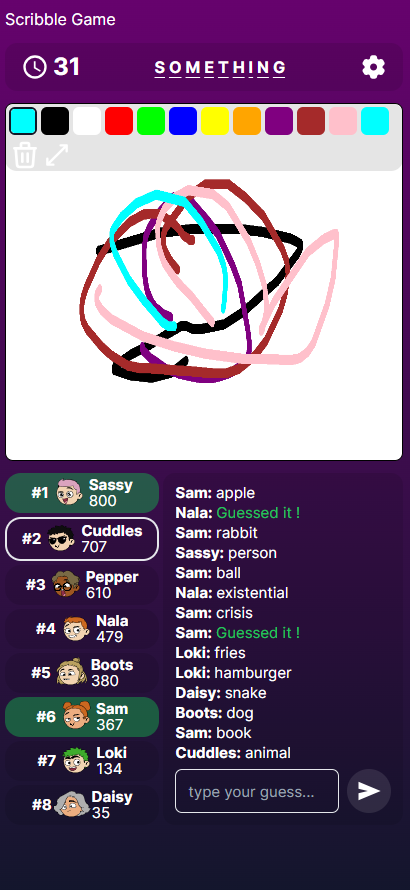 Scribble Game
31
SOMETHING
#1 Sassy
800
#2 Cuddles
707
#3 Pepper
610
#4 Nala
479
#5 Boots
380
#6 Sam
367
#7 Loki
134
#8 Daisy
35
Sam: apple
Nala: Guessed it !
Sam: rabbit
Sassy: person
Sam: ball
Nala: existential
Sam: crisis
Sam: Guessed it !
Loki: fries
Loki: hamburger
Daisy: snake
Boots: dog
Sam: book
Cuddles: animal
type your guess...